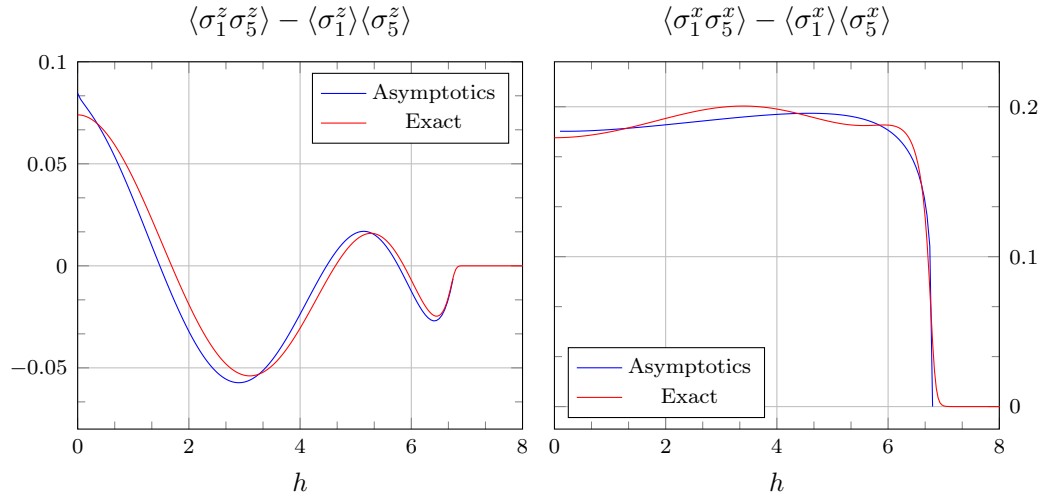 ⟨σ₁ᶻσ₅ᶻ⟩ − ⟨σ₁ᶻ⟩⟨σ₅ᶻ⟩
0.1
0.05
0
−0.05
0 2 4 6 8
h
Asymptotics
Exact
⟨σ₁ˣσ₅ˣ⟩ − ⟨σ₁ˣ⟩⟨σ₅ˣ⟩
0.2
0.1
0
0 2 4 6 8
h
Asymptotics
Exact